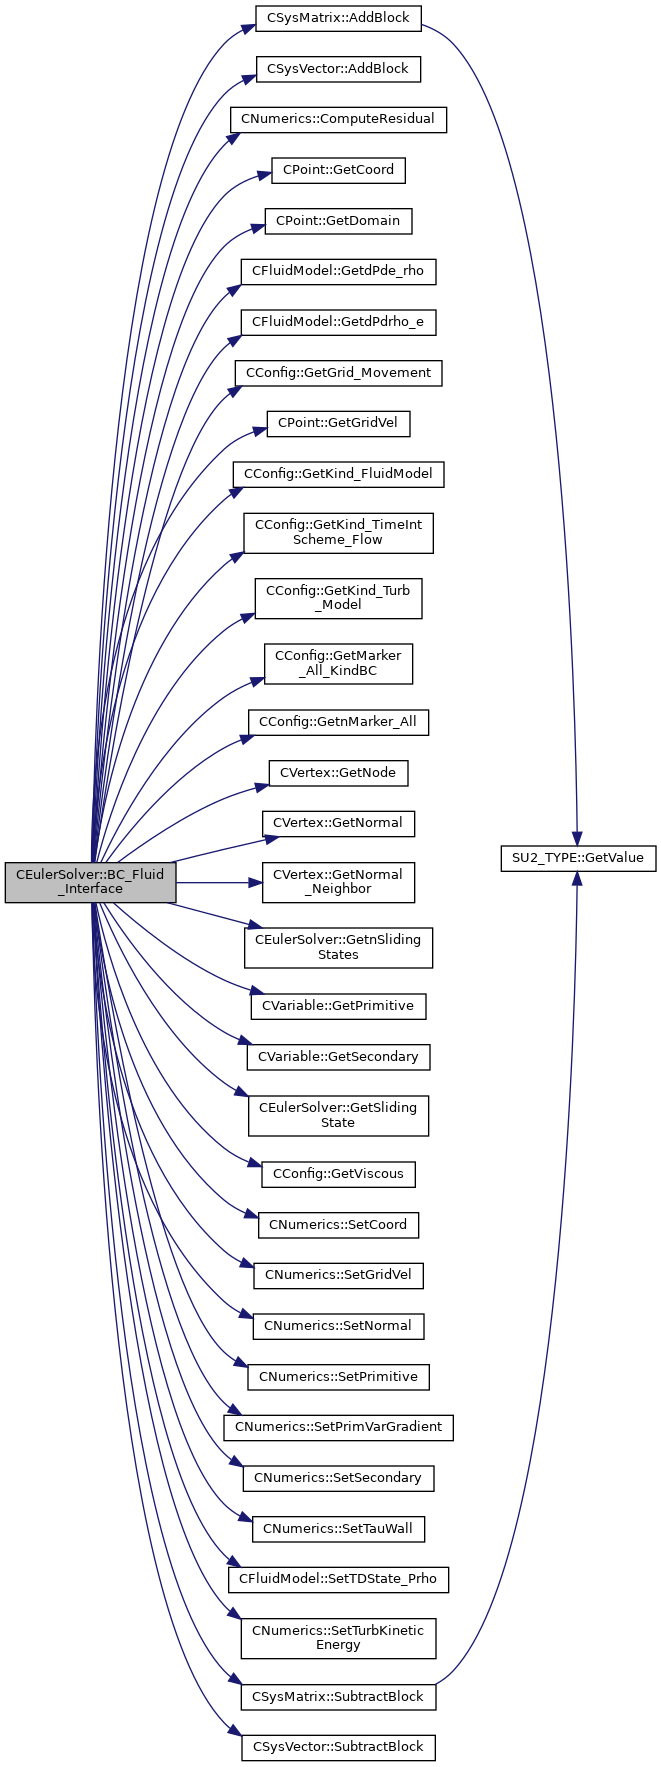 CSysMatrix::AddBlock
CSysVector::AddBlock
CNumerics::ComputeResidual
CPoint::GetCoord
CPoint::GetDomain
CFluidModel::GetdPde_rho
CFluidModel::GetdPdrho_e
CConfig::GetGrid_Movement
CPoint::GetGridVel
CConfig::GetKind_FluidModel
CConfig::GetKind_TimeInt
Scheme_Flow
CConfig::GetKind_Turb
_Model
CConfig::GetMarker
_All_KindBC
CConfig::GetnMarker_All
CVertex::GetNode
CVertex::GetNormal
SU2_TYPE::GetValue
CEulerSolver::BC_Fluid
_Interface
CVertex::GetNormal
_Neighbor
CEulerSolver::GetnSliding
States
CVariable::GetPrimitive
CVariable::GetSecondary
CEulerSolver::GetSliding
State
CConfig::GetViscous
CNumerics::SetCoord
CNumerics::SetGridVel
CNumerics::SetNormal
CNumerics::SetPrimitive
CNumerics::SetPrimVarGradient
CNumerics::SetSecondary
CNumerics::SetTauWall
CFluidModel::SetTDState_Prho
CNumerics::SetTurbKinetic
Energy
CSysMatrix::SubtractBlock
CSysVector::SubtractBlock